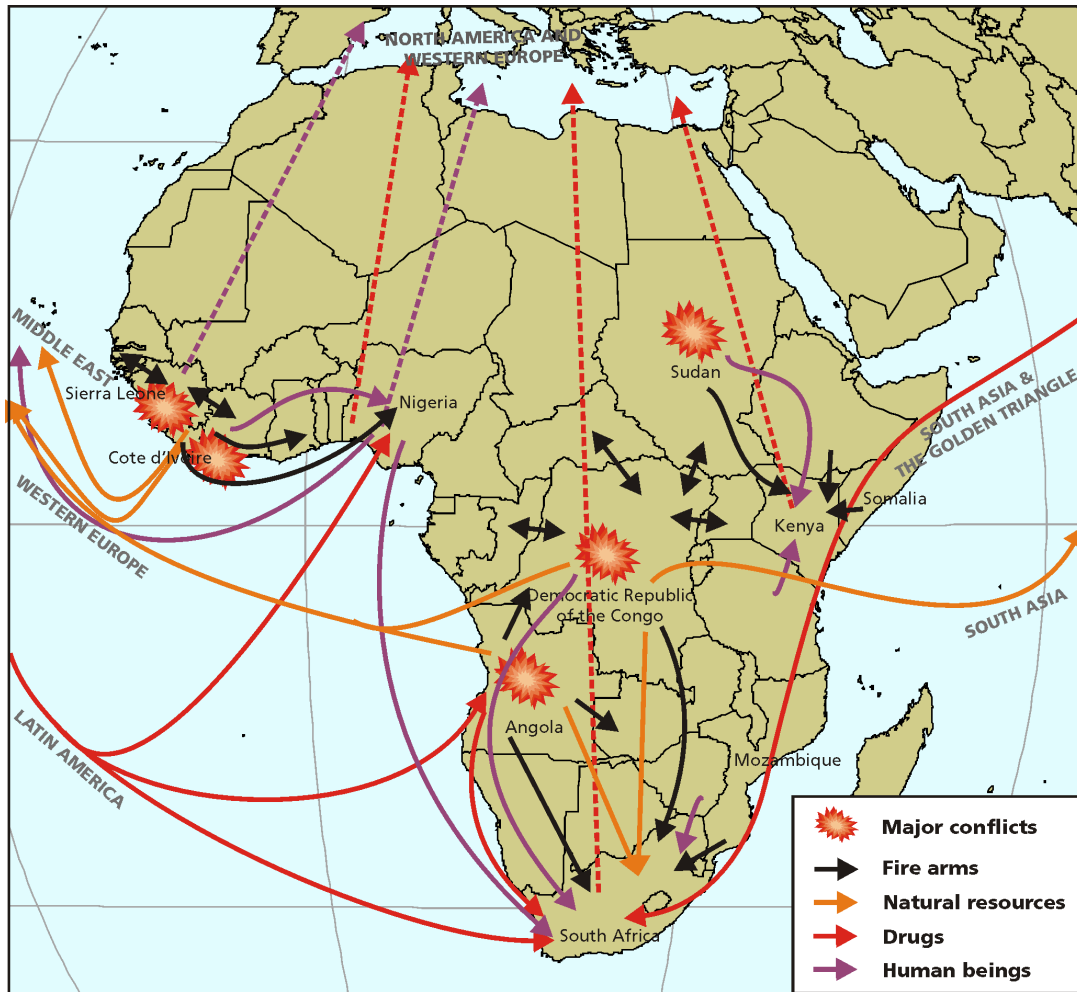 NORTH AMERICA AND
WESTERN EUROPE
MIDDLE EAST
Sierra Leone
Nigeria
Sudan
Cote d'Ivoire
WESTERN EUROPE
SOUTH ASIA &
THE GOLDEN TRIANGLE
Somalia
Kenya
Democratic Republic
of the Congo
SOUTH ASIA
LATIN AMERICA
Angola
Mozambique
South Africa
Major conflicts
Fire arms
Natural resources
Drugs
Human beings